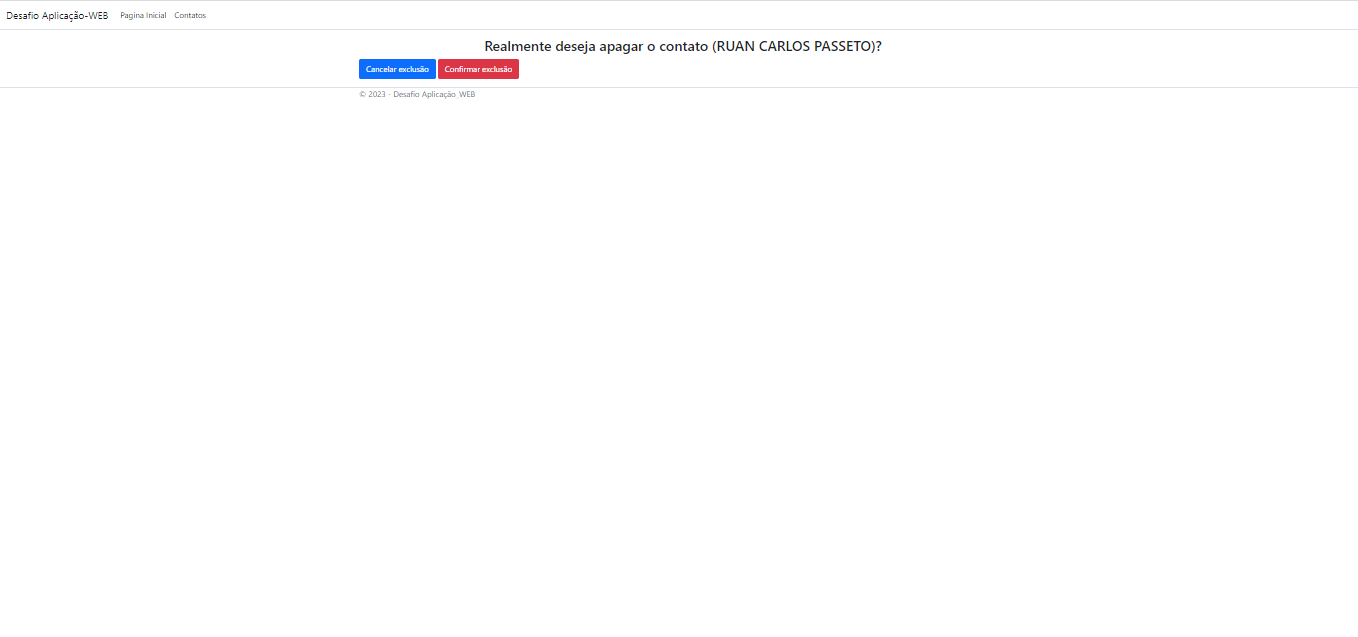 Desafio Aplicação-WEB Pagina Inicial Contatos
Realmente deseja apagar o contato (RUAN CARLOS PASSETO)?
Cancelar exclusão Confirmar exclusão
© 2023 - Desafio Aplicação_WEB